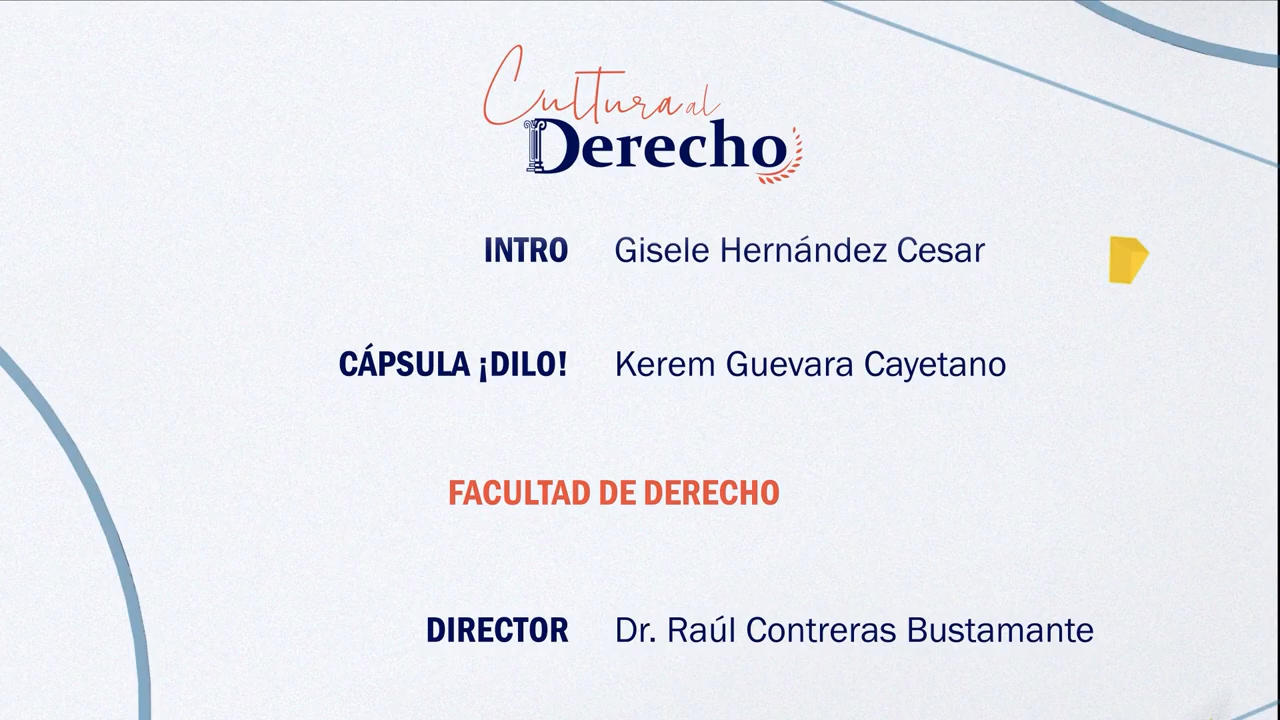 Cultura al
Derecho
INTRO Gisele Hernández Cesar
CÁPSULA ¡DILO! Kerem Guevara Cayetano
FACULTAD DE DERECHO
DIRECTOR Dr. Raúl Contreras Bustamante